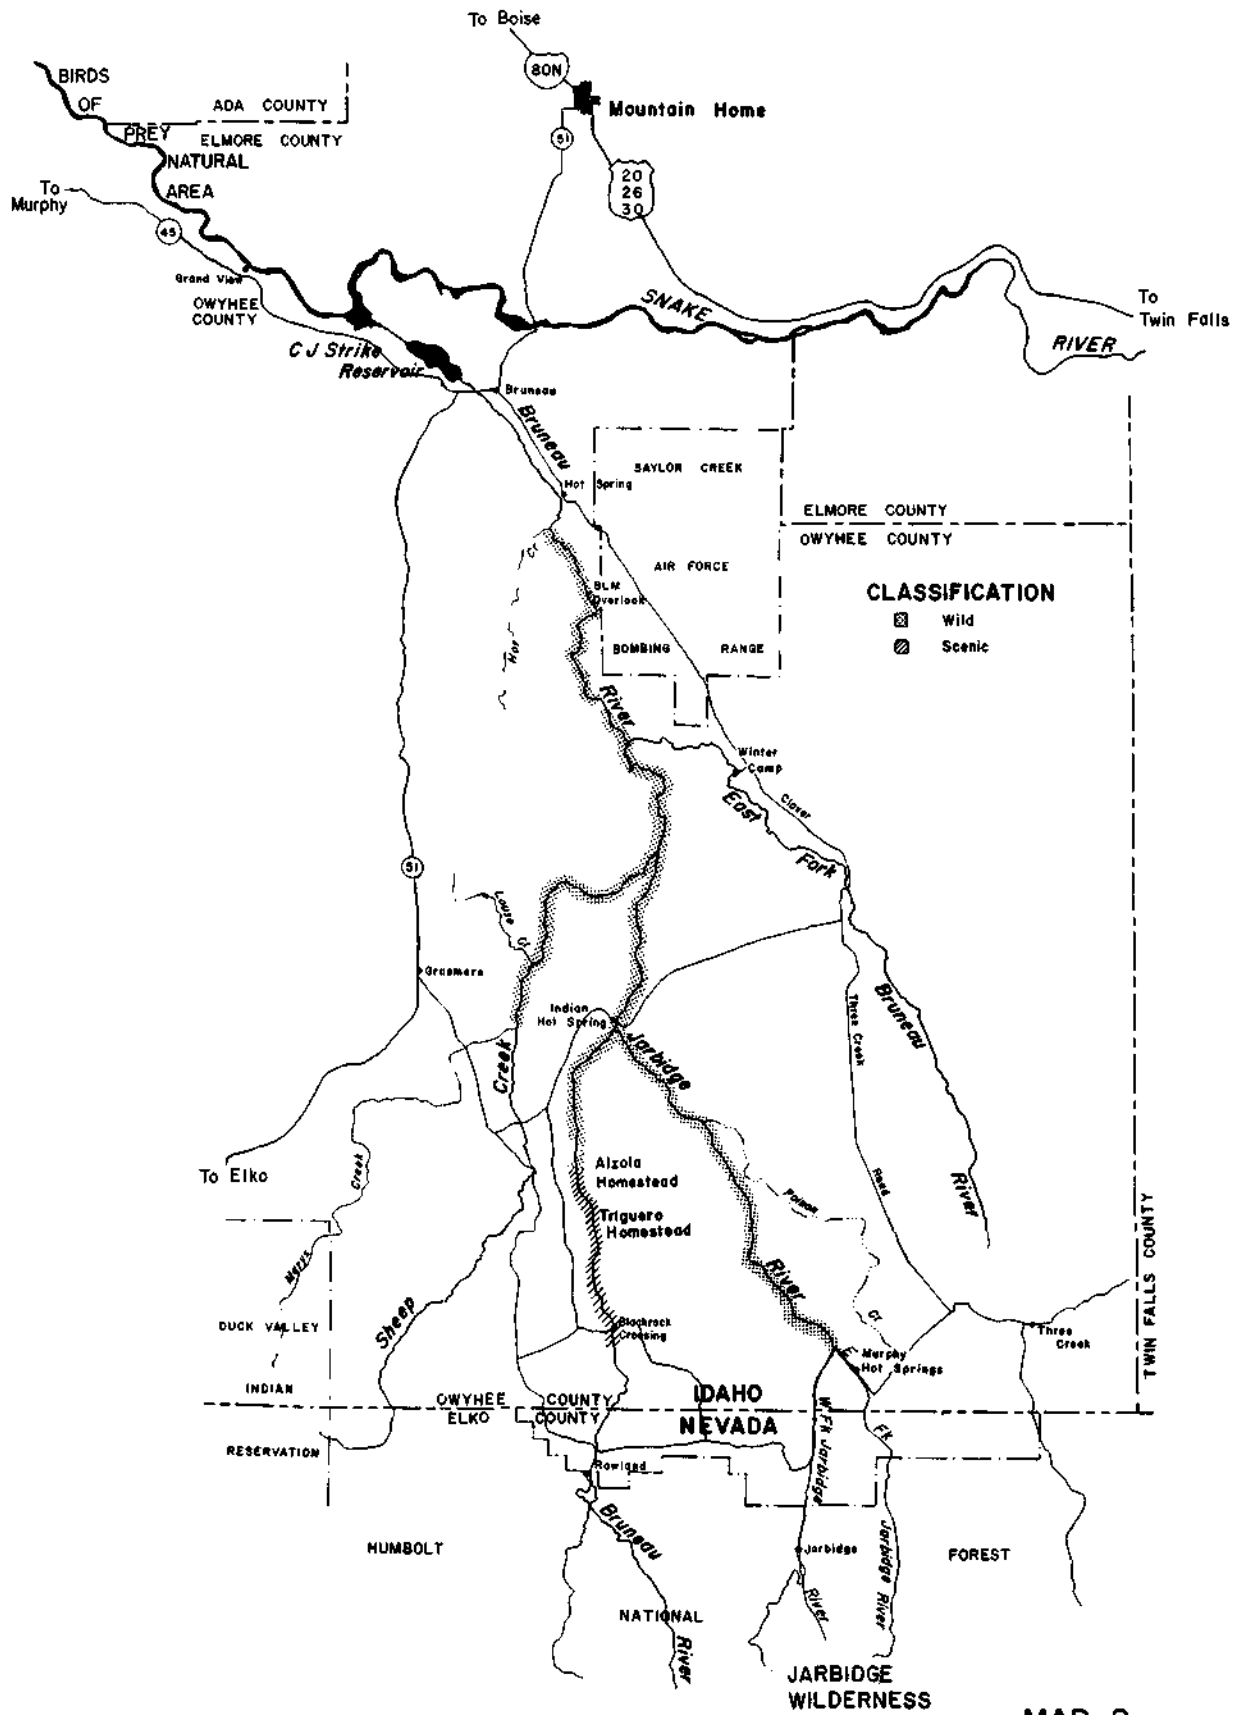 To Boise
80N
BIRDS
OF
PREY
NATURAL
AREA
ADA COUNTY
ELMORE COUNTY
Mountain Home
51
20
26
30
To
Murphy
45
Grand View
OWYHEE
COUNTY
SNAKE
To
Twin Falls
RIVER
C J Strike
Reservoir
Bruneau
Bruneau
Hot Spring
SAYLOR CREEK
AIR FORCE
BOMBING RANGE
ELMORE COUNTY
OWYHEE COUNTY
CLASSIFICATION
Wild
Scenic
Hot Cr
BLM
Overlook
River
Winter
Camp
Clover
East
Fork
51
Louse Cr
Grasmere
Indian
Hot Spring
Jarbidge
Three Creek
Bruneau
Creek
To Elko
Creek
Alzola
Homestead
Triguero
Homestead
Poison
Road
River
TWIN FALLS COUNTY
Marys
Sheep
River
Cr
DUCK VALLEY
Blackrock
Crossing
Murphy
Hot Springs
Three
Creek
INDIAN
OWYHEE COUNTY
ELKO COUNTY
IDAHO
NEVADA
W Fk Jarbidge
Fk
RESERVATION
Rowland
Bruneau
HUMBOLT
Jarbidge
Jarbidge River
FOREST
River
NATIONAL
River
JARBIDGE
WILDERNESS